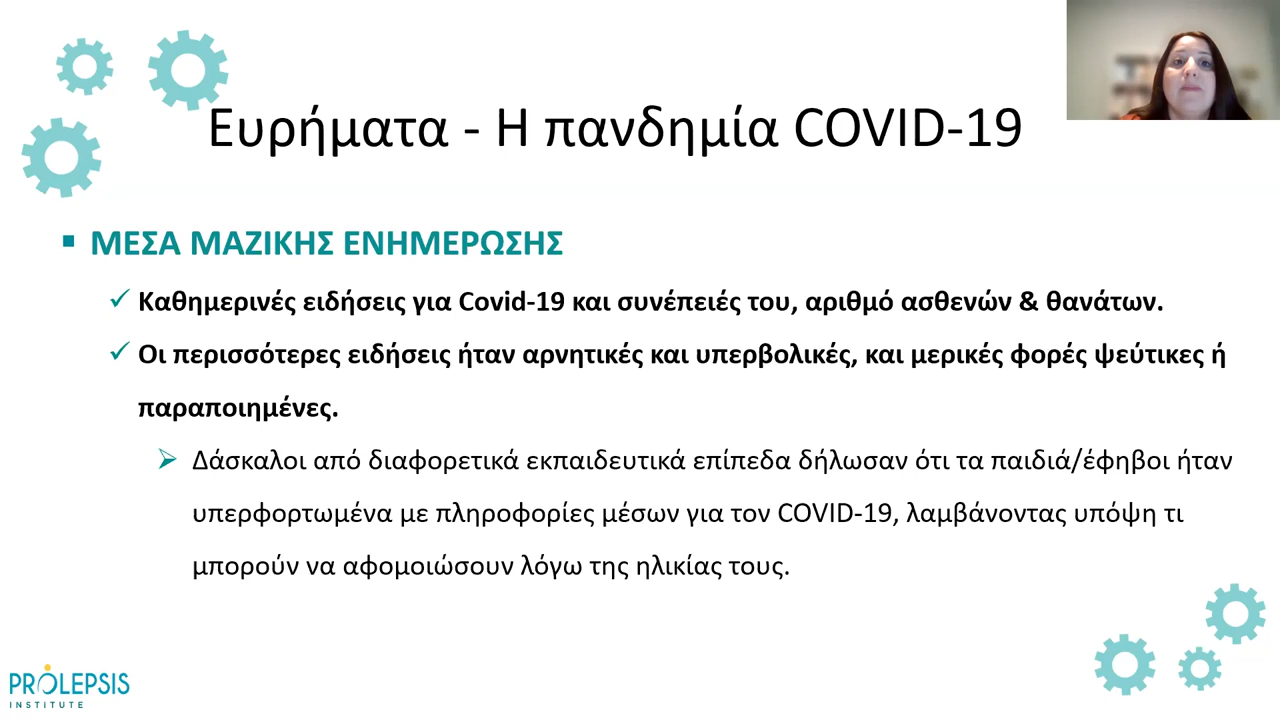 Ευρήματα - Η πανδημία COVID-19
▪ ΜΕΣΑ ΜΑΖΙΚΗΣ ΕΝΗΜΕΡΩΣΗΣ
✓ Καθημερινές ειδήσεις για Covid-19 και συνέπειές του, αριθμό ασθενών & θανάτων.
✓ Οι περισσότερες ειδήσεις ήταν αρνητικές και υπερβολικές, και μερικές φορές ψεύτικες ή
παραποιημένες.
➢ Δάσκαλοι από διαφορετικά εκπαιδευτικά επίπεδα δήλωσαν ότι τα παιδιά/έφηβοι ήταν
υπερφορτωμένα με πληροφορίες μέσων για τον COVID-19, λαμβάνοντας υπόψη τι
μπορούν να αφομοιώσουν λόγω της ηλικίας τους.
PROLEPSIS
INSTITUTE